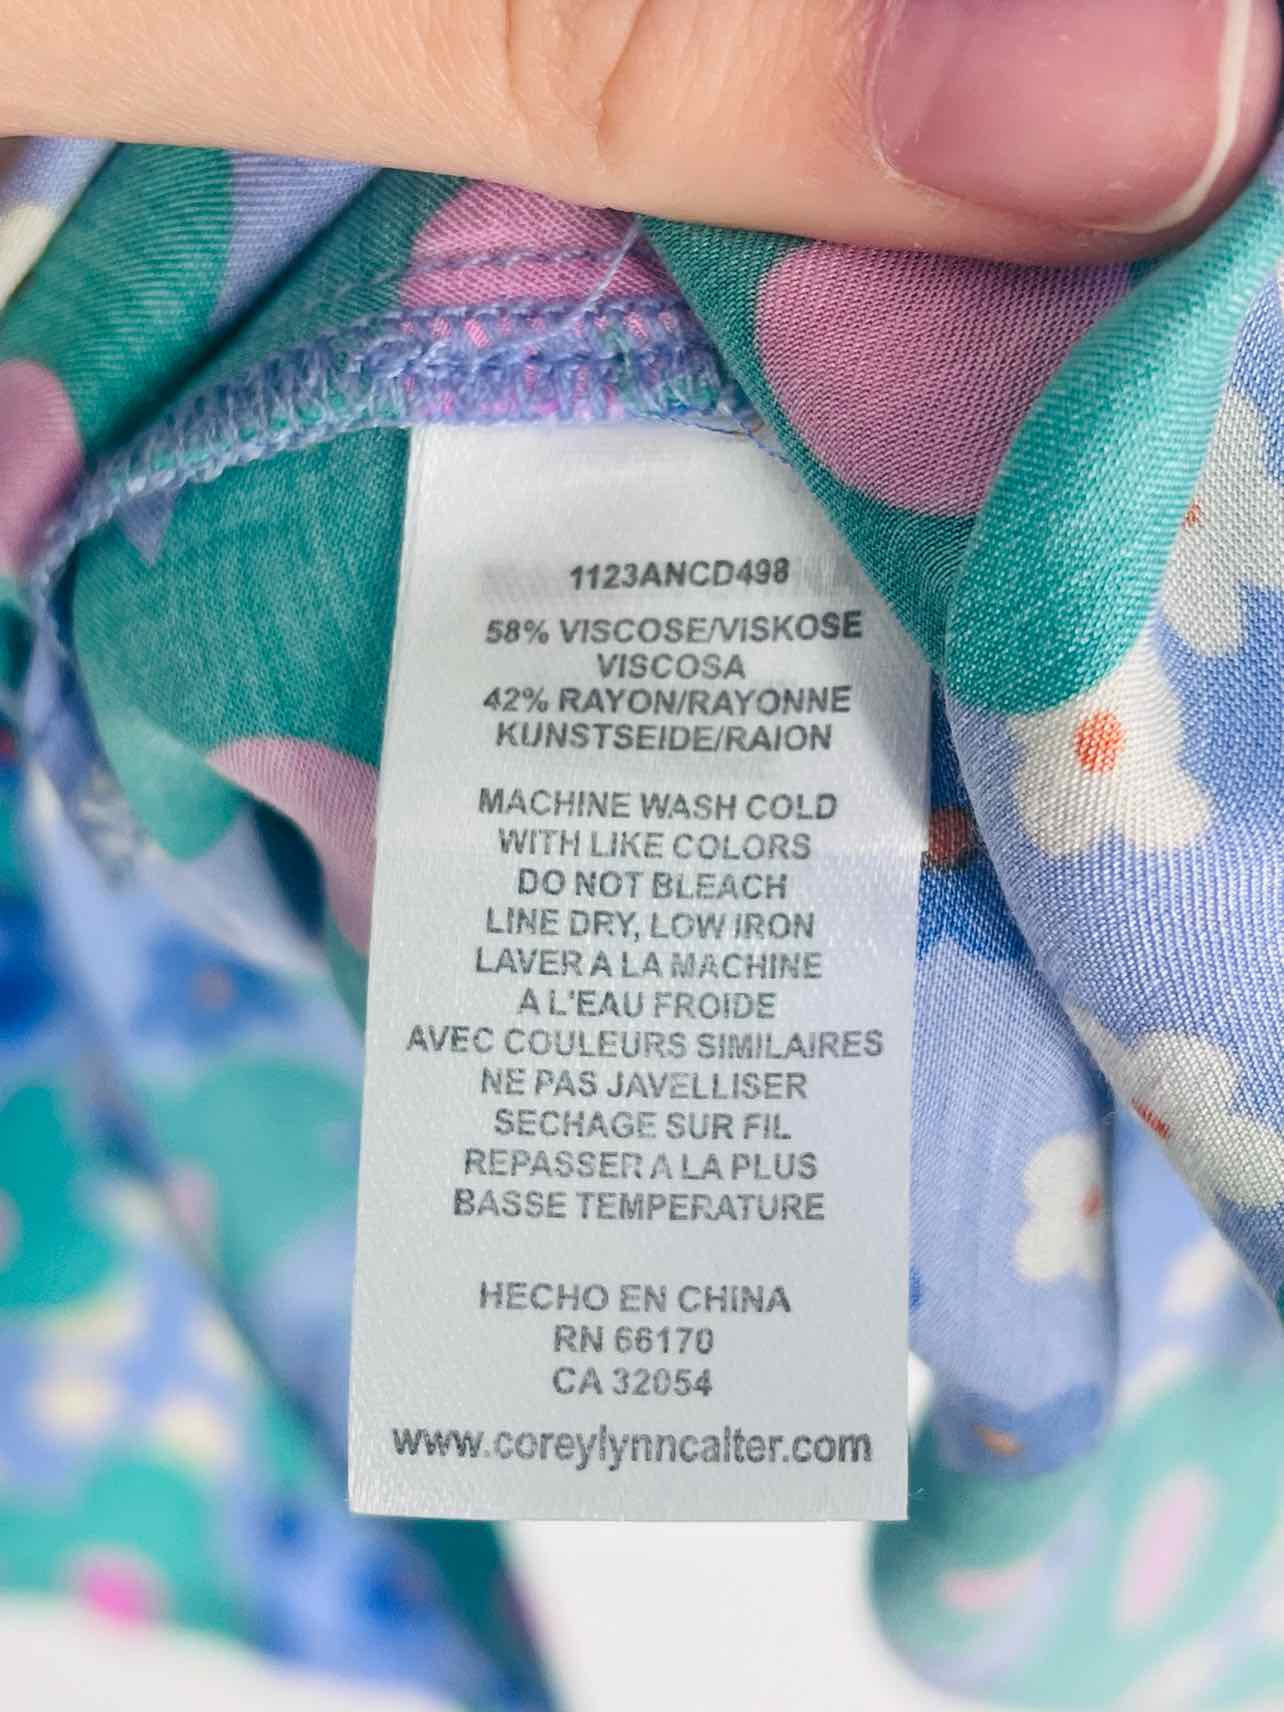 1123ANCD498
58% VISCOSE/VISKOSE
VISCOSA
42% RAYON/RAYONNE
KUNSTSEIDE/RAION
MACHINE WASH COLD
WITH LIKE COLORS
DO NOT BLEACH
LINE DRY, LOW IRON
LAVER A LA MACHINE
A L'EAU FROIDE
AVEC COULEURS SIMILAIRES
NE PAS JAVELLISER
SECHAGE SUR FIL
REPASSER A LA PLUS
BASSE TEMPERATURE
HECHO EN CHINA
RN 66170
CA 32054
www.coreylynncalter.com